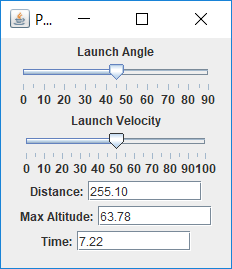 P...
Launch Angle
0 10 20 30 40 50 60 70 80 90
Launch Velocity
0 10 20 30 40 50 60 70 80 90100
Distance: 255.10
Max Altitude: 63.78
Time: 7.22